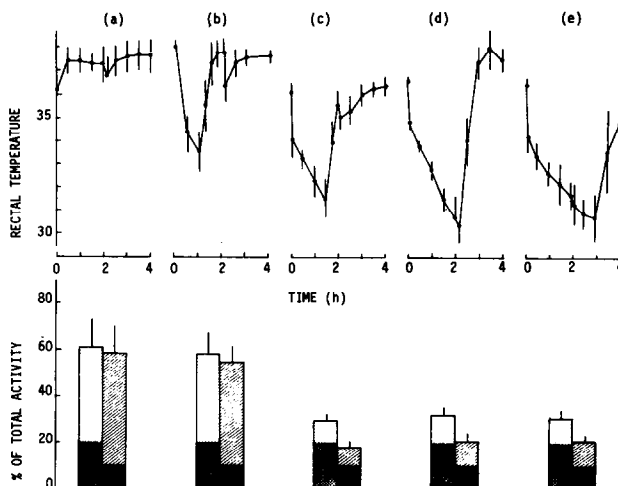 (a) (b) (c) (d) (e)
RECTAL TEMPERATURE
35
30
0 2 4 0 2 4 0 2 4 0 2 4 0 2 4
TIME (h)
% OF TOTAL ACTIVITY
80
60
40
20
0